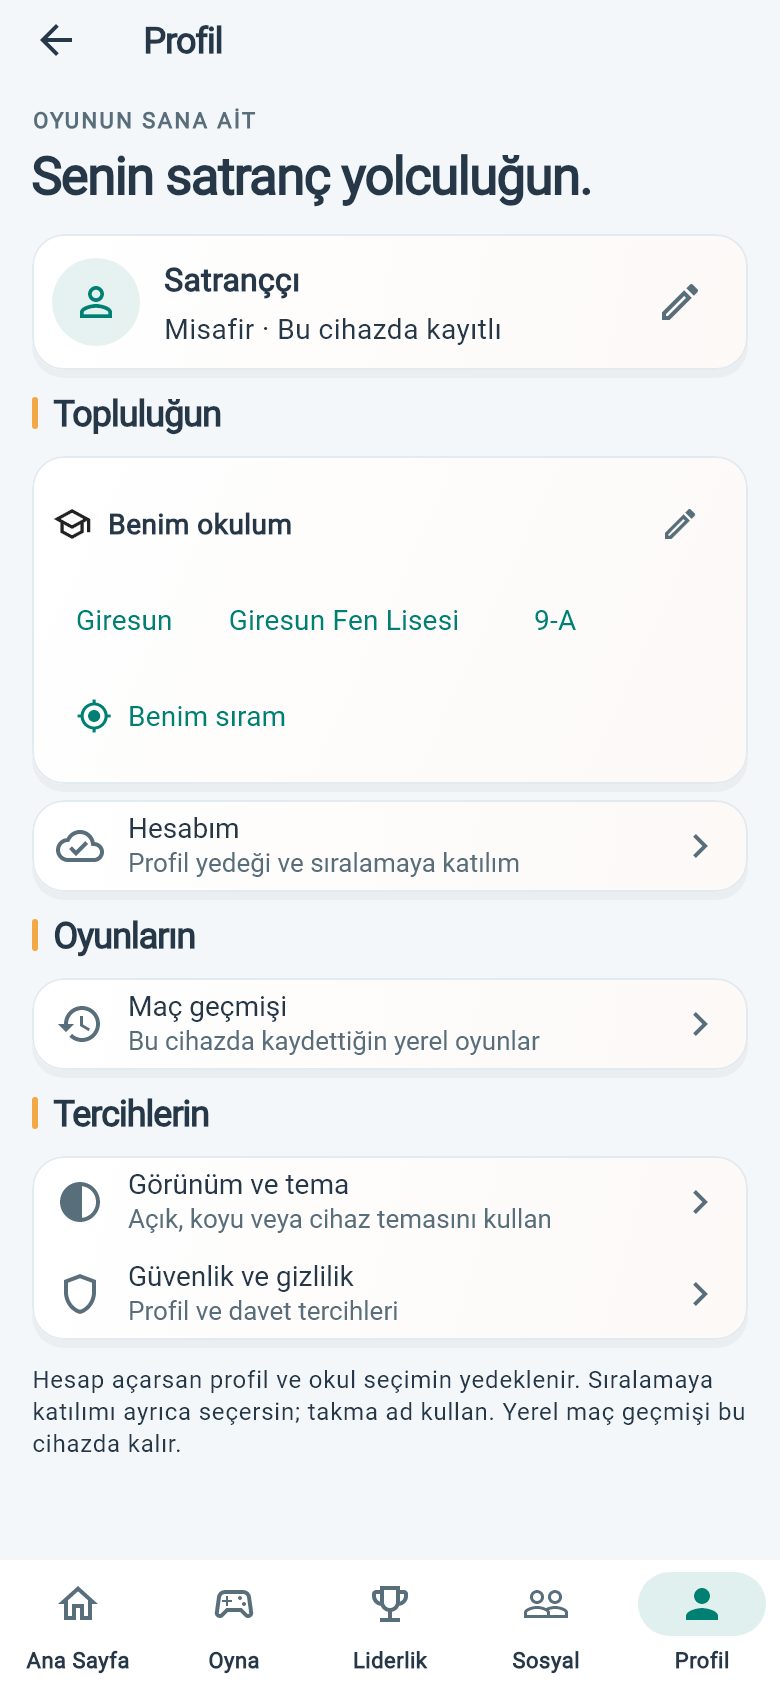 Profil
OYUNUN SANA AİT
Senin satranç yolculuğun.
Satrançcı
Misafir · Bu cihazda kayıtlı
Topluluğun
Benim okulum
Giresun Giresun Fen Lisesi 9-A
Benim sıram
Hesabım
Profil yedeği ve sıralamaya katılım
Oyunların
Maç geçmişi
Bu cihazda kaydettiğin yerel oyunlar
Tercihlerin
Görünüm ve tema
Açık, koyu veya cihaz temasını kullan
Güvenlik ve gizlilik
Profil ve davet tercihleri
Hesap açarsan profil ve okul seçimin yedeklenir. Sıralamaya
katılımı ayrıca seçersin; takma ad kullan. Yerel maç geçmişi bu
cihazda kalır.
Ana Sayfa Oyna Liderlik Sosyal Profil